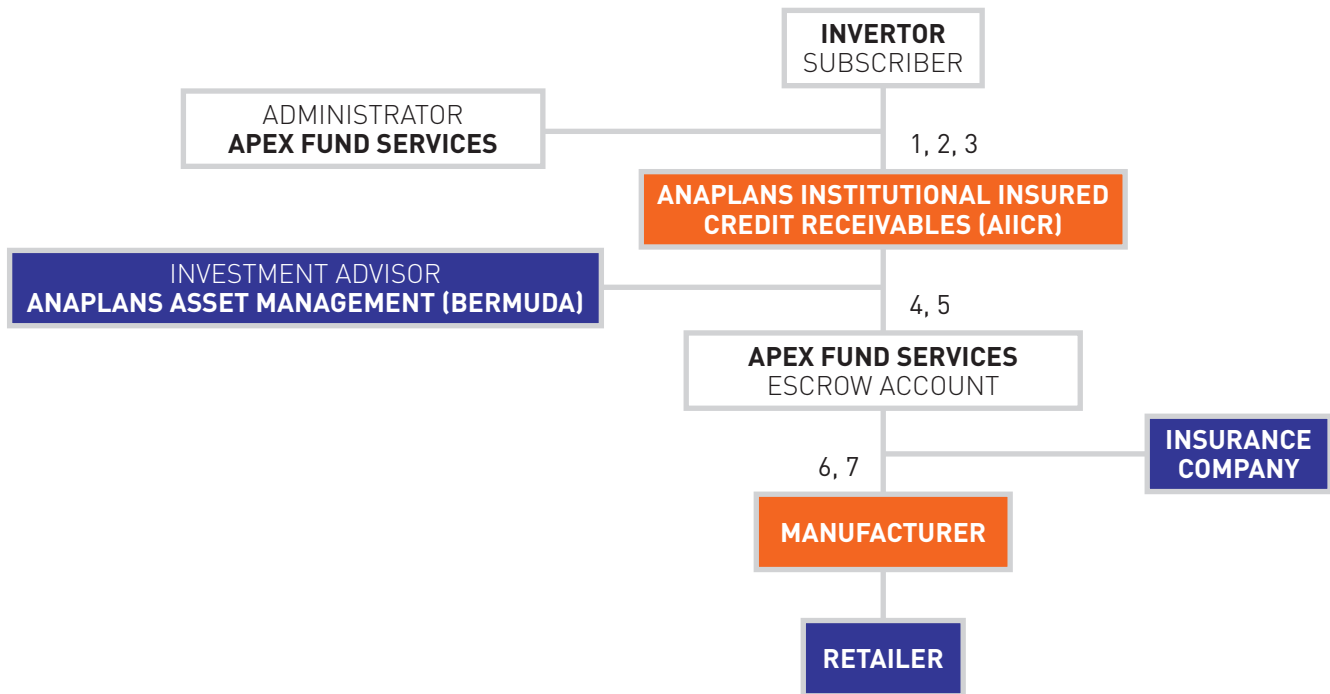 INVERTOR
SUBSCRIBER
ADMINISTRATOR
APEX FUND SERVICES
1, 2, 3
ANAPLANS INSTITUTIONAL INSURED
CREDIT RECEIVABLES (AIICR)
INVESTMENT ADVISOR
ANAPLANS ASSET MANAGEMENT (BERMUDA)
4, 5
APEX FUND SERVICES
ESCROW ACCOUNT
INSURANCE
COMPANY
6, 7
MANUFACTURER
RETAILER